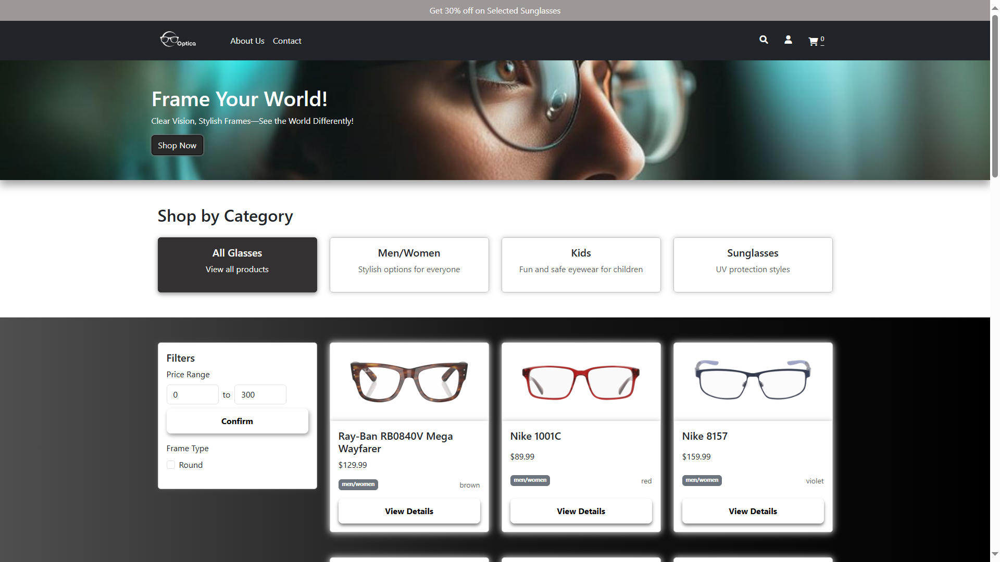 Get 30% off on Selected Sunglasses
Optica
About Us
Contact
0
Frame Your World!
Clear Vision, Stylish Frames—See the World Differently!
Shop Now
Shop by Category
All Glasses
View all products
Men/Women
Stylish options for everyone
Kids
Fun and safe eyewear for children
Sunglasses
UV protection styles
Filters
Price Range
0 to 300
Confirm
Frame Type
Round
Ray-Ban RB0840V Mega
Wayfarer
$129.99
men/women brown
View Details
Nike 1001C
$89.99
men/women red
View Details
Nike 8157
$159.99
men/women violet
View Details